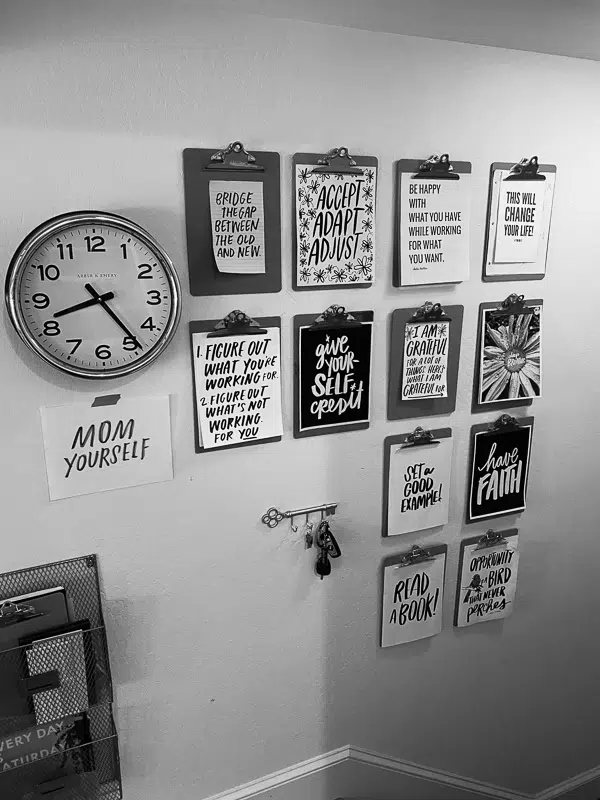 12
11
1
10
2
9
3
8
4
7
5
6
BRIDGE
THE GAP
BETWEEN
THE OLD
AND NEW.
ACCEPT
ADAPT
ADJUST
BE HAPPY
WITH
WHAT YOU HAVE
WHILE WORKING
FOR WHAT
YOU WANT.
THIS WILL
CHANGE
YOUR LIFE!
1. FIGURE OUT
WHAT YOU'RE
WORKING FOR.
2. FIGURE OUT
WHAT'S NOT
WORKING
FOR YOU
give
YOUR
SELF
credit
I AM
GRATEFUL
FOR A LOT OF
THINGS. HERE'S
WHAT I AM
GRATEFUL FOR
MOM
YOURSELF
SET A
GOOD
EXAMPLE!
have
FAITH
READ
A BOOK!
OPPORTUNITY
A BIRD
THAT NEVER
perches
VERY DAY
ATURDAY